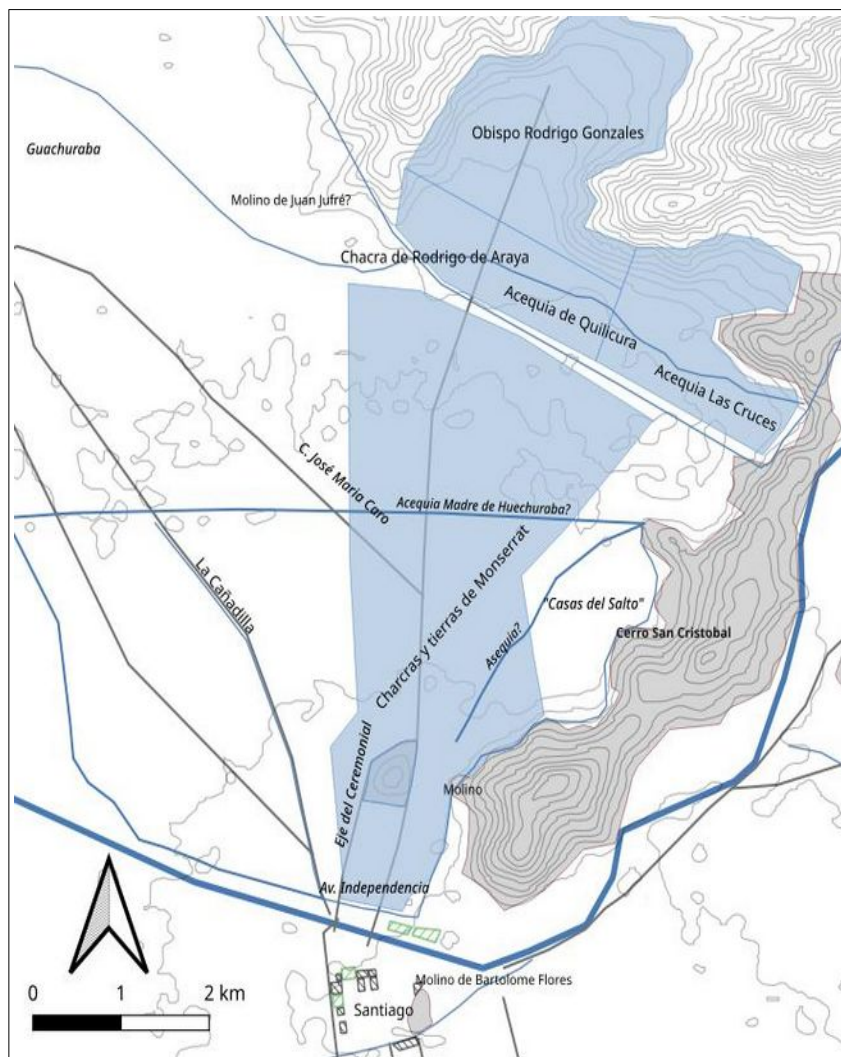 Obispo Rodrigo Gonzales
Guachuraba
Molino de Juan Jufré?
Chacra de Rodrigo de Araya
Acequia de Quilicura
Acequia Las Cruces
C. José Maria Caro
Acequia Madre de Huechuraba?
La Cañadilla
Charcras y tierras de Monserrat
"Casas del Salto"
Asequia?
Cerro San Cristobal
Eje del Ceremonial
Molino
Av. Independencia
Molino de Bartolome Flores
0 1 2 km
Santiago